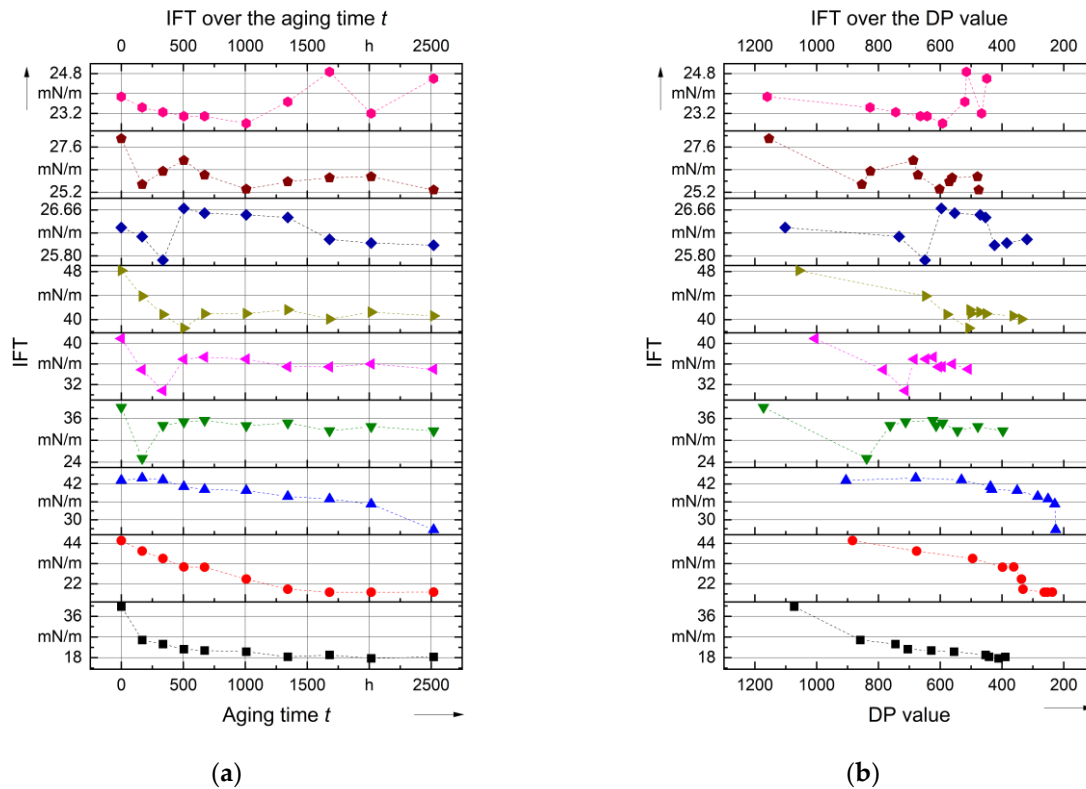 IFT over the aging time t
0 500 1000 h 2500
24.8
mN/m
23.2
27.6
mN/m
25.2
26.66
mN/m
25.80
48
mN/m
40
40
mN/m
32
36
mN/m
24
42
mN/m
30
44
mN/m
22
36
mN/m
18
IFT
0 500 1000 h 2500
Aging time t
(a)
IFT over the DP value
1200 1000 800 600 400 200
24.8
mN/m
23.2
27.6
mN/m
25.2
26.66
mN/m
25.80
48
mN/m
40
40
mN/m
32
36
mN/m
24
42
mN/m
30
44
mN/m
22
36
mN/m
18
IFT
1200 1000 800 600 400 200
DP value
(b)